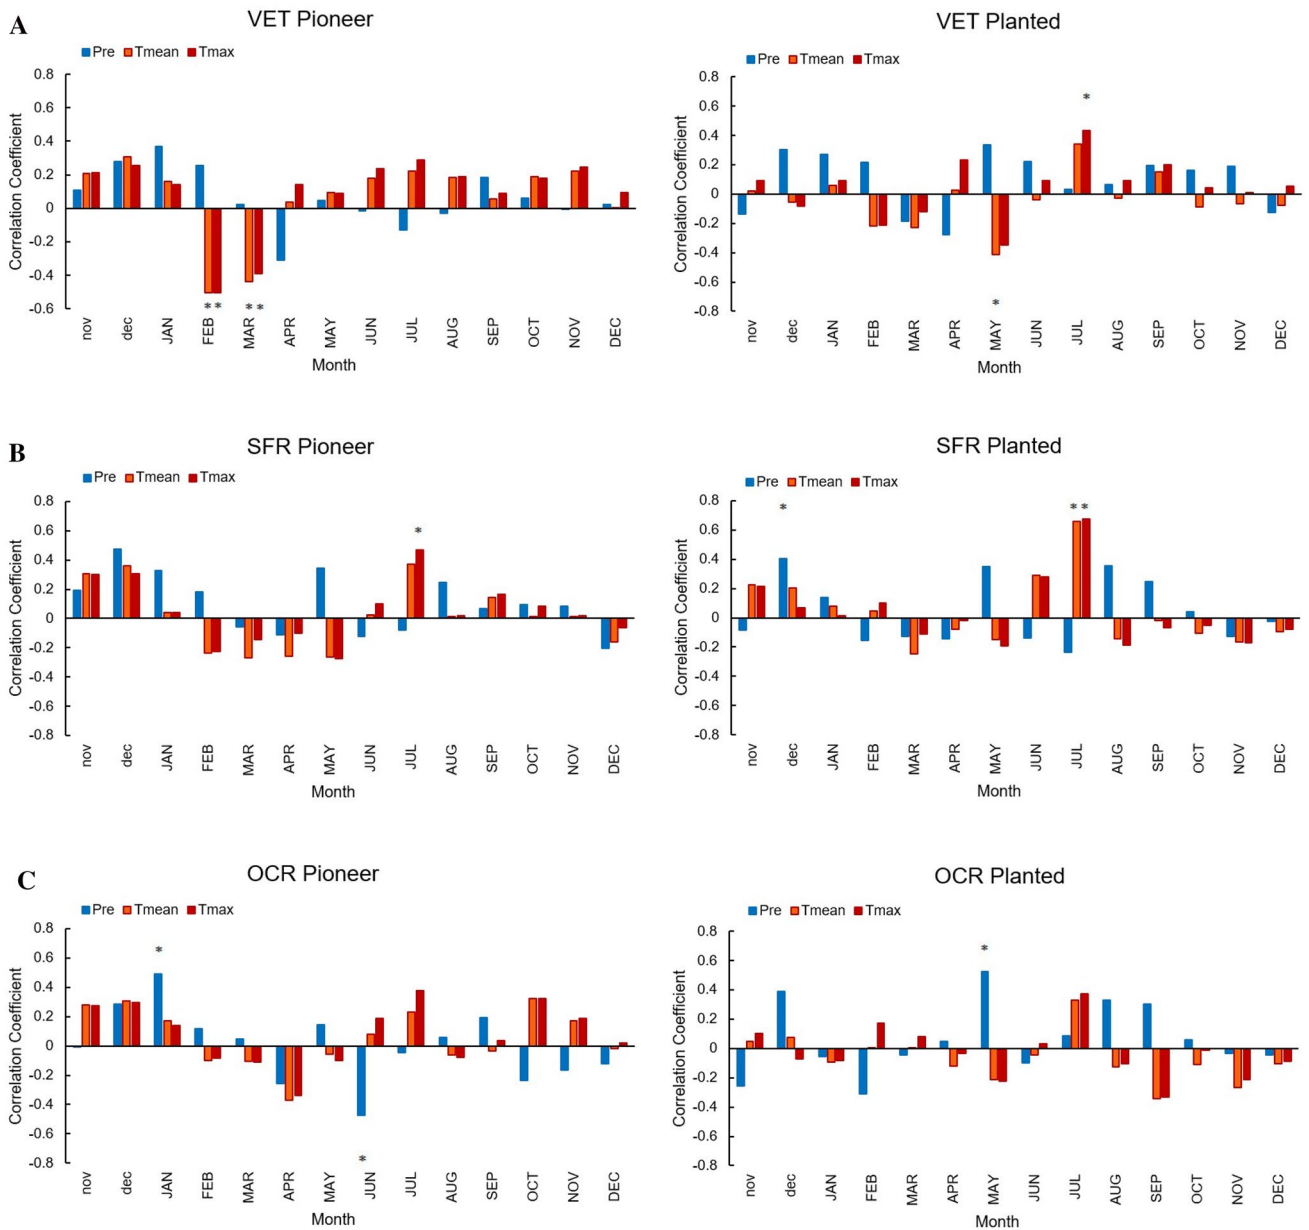 A
VET Pioneer
Pre Tmean Tmax
Correlation Coefficient
0.8
0.6
0.4
0.2
0
-0.2
-0.4
-0.6
* * * *
nov dec JAN FEB MAR APR MAY JUN JUL AUG SEP OCT NOV DEC
Month
VET Planted
Pre Tmean Tmax
Correlation Coefficient
0.8
0.6
0.4
0.2
0
-0.2
-0.4
-0.6
-0.8
*
*
nov dec JAN FEB MAR APR MAY JUN JUL AUG SEP OCT NOV DEC
Month
B
SFR Pioneer
Pre Tmean Tmax
Correlation Coefficient
0.8
0.6
0.4
0.2
0
-0.2
-0.4
-0.6
-0.8
*
nov dec JAN FEB MAR APR MAY JUN JUL AUG SEP OCT NOV DEC
Month
SFR Planted
Pre Tmean Tmax
Correlation Coefficient
0.8
0.6
0.4
0.2
0
-0.2
-0.4
-0.6
-0.8
* * *
nov dec JAN FEB MAR APR MAY JUN JUL AUG SEP OCT NOV DEC
Month
C
OCR Pioneer
Pre Tmean Tmax
Correlation Coefficient
0.8
0.6
0.4
0.2
0
-0.2
-0.4
-0.6
-0.8
*
*
nov dec JAN FEB MAR APR MAY JUN JUL AUG SEP OCT NOV DEC
Month
OCR Planted
Pre Tmean Tmax
Correlation Coefficient
0.8
0.6
0.4
0.2
0
-0.2
-0.4
-0.6
-0.8
*
nov dec JAN FEB MAR APR MAY JUN JUL AUG SEP OCT NOV DEC
Month